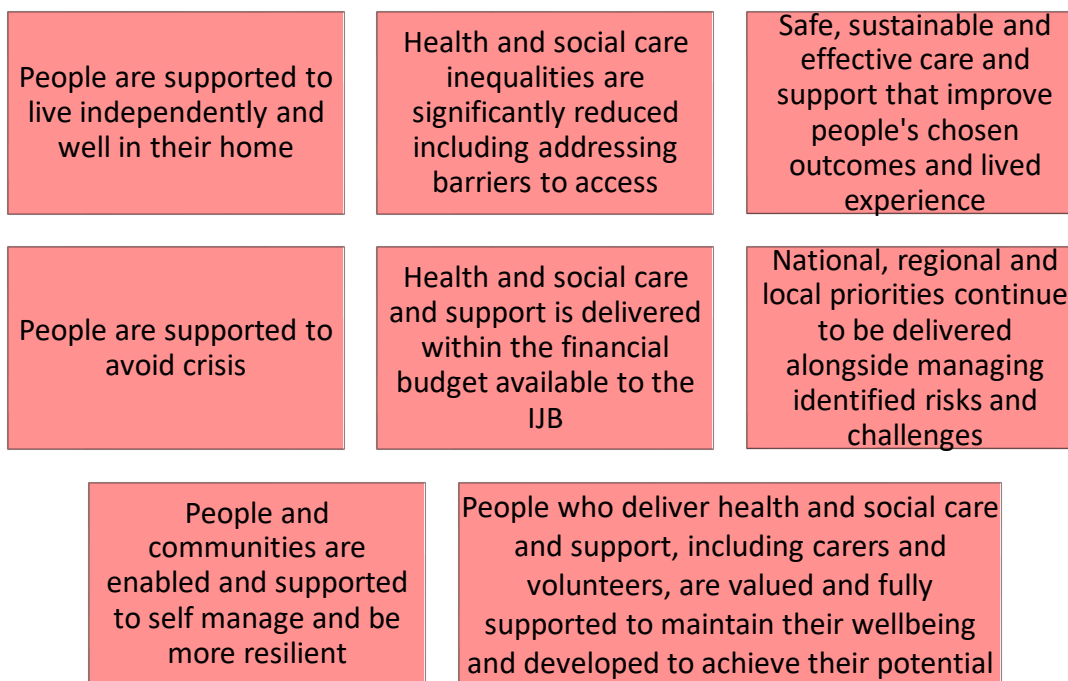 People are supported to
live independently and
well in their home
Health and social care
inequalities are
significantly reduced
including addressing
barriers to access
Safe, sustainable and
effective care and
support that improve
people's chosen
outcomes and lived
experience
People are supported to
avoid crisis
Health and social care
and support is delivered
within the financial
budget available to the
IJB
National, regional and
local priorities continue
to be delivered
alongside managing
identified risks and
challenges
People and
communities are
enabled and supported
to self manage and be
more resilient
People who deliver health and social care
and support, including carers and
volunteers, are valued and fully
supported to maintain their wellbeing
and developed to achieve their potential